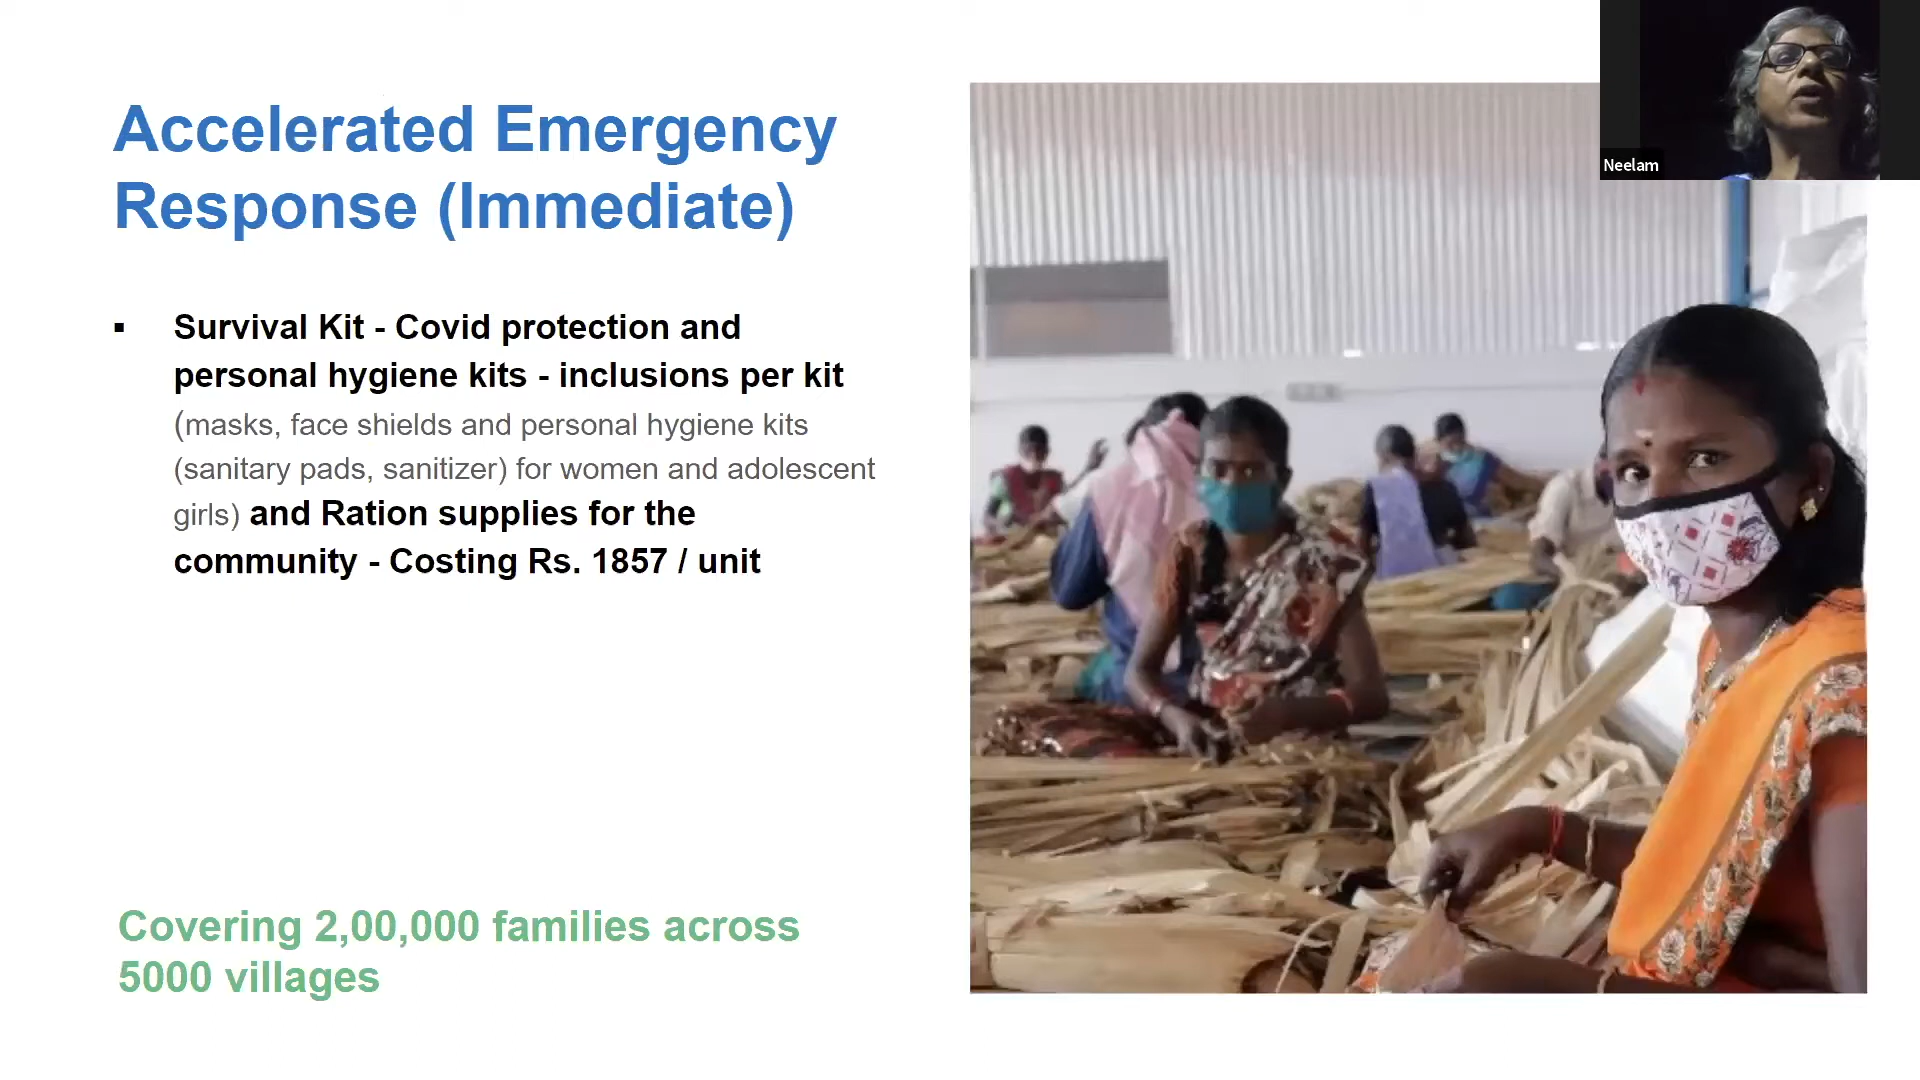 Accelerated Emergency
Response (Immediate)
▪ Survival Kit - Covid protection and
personal hygiene kits - inclusions per kit
(masks, face shields and personal hygiene kits
(sanitary pads, sanitizer) for women and adolescent
girls) and Ration supplies for the
community - Costing Rs. 1857 / unit
Covering 2,00,000 families across
5000 villages
Neelam